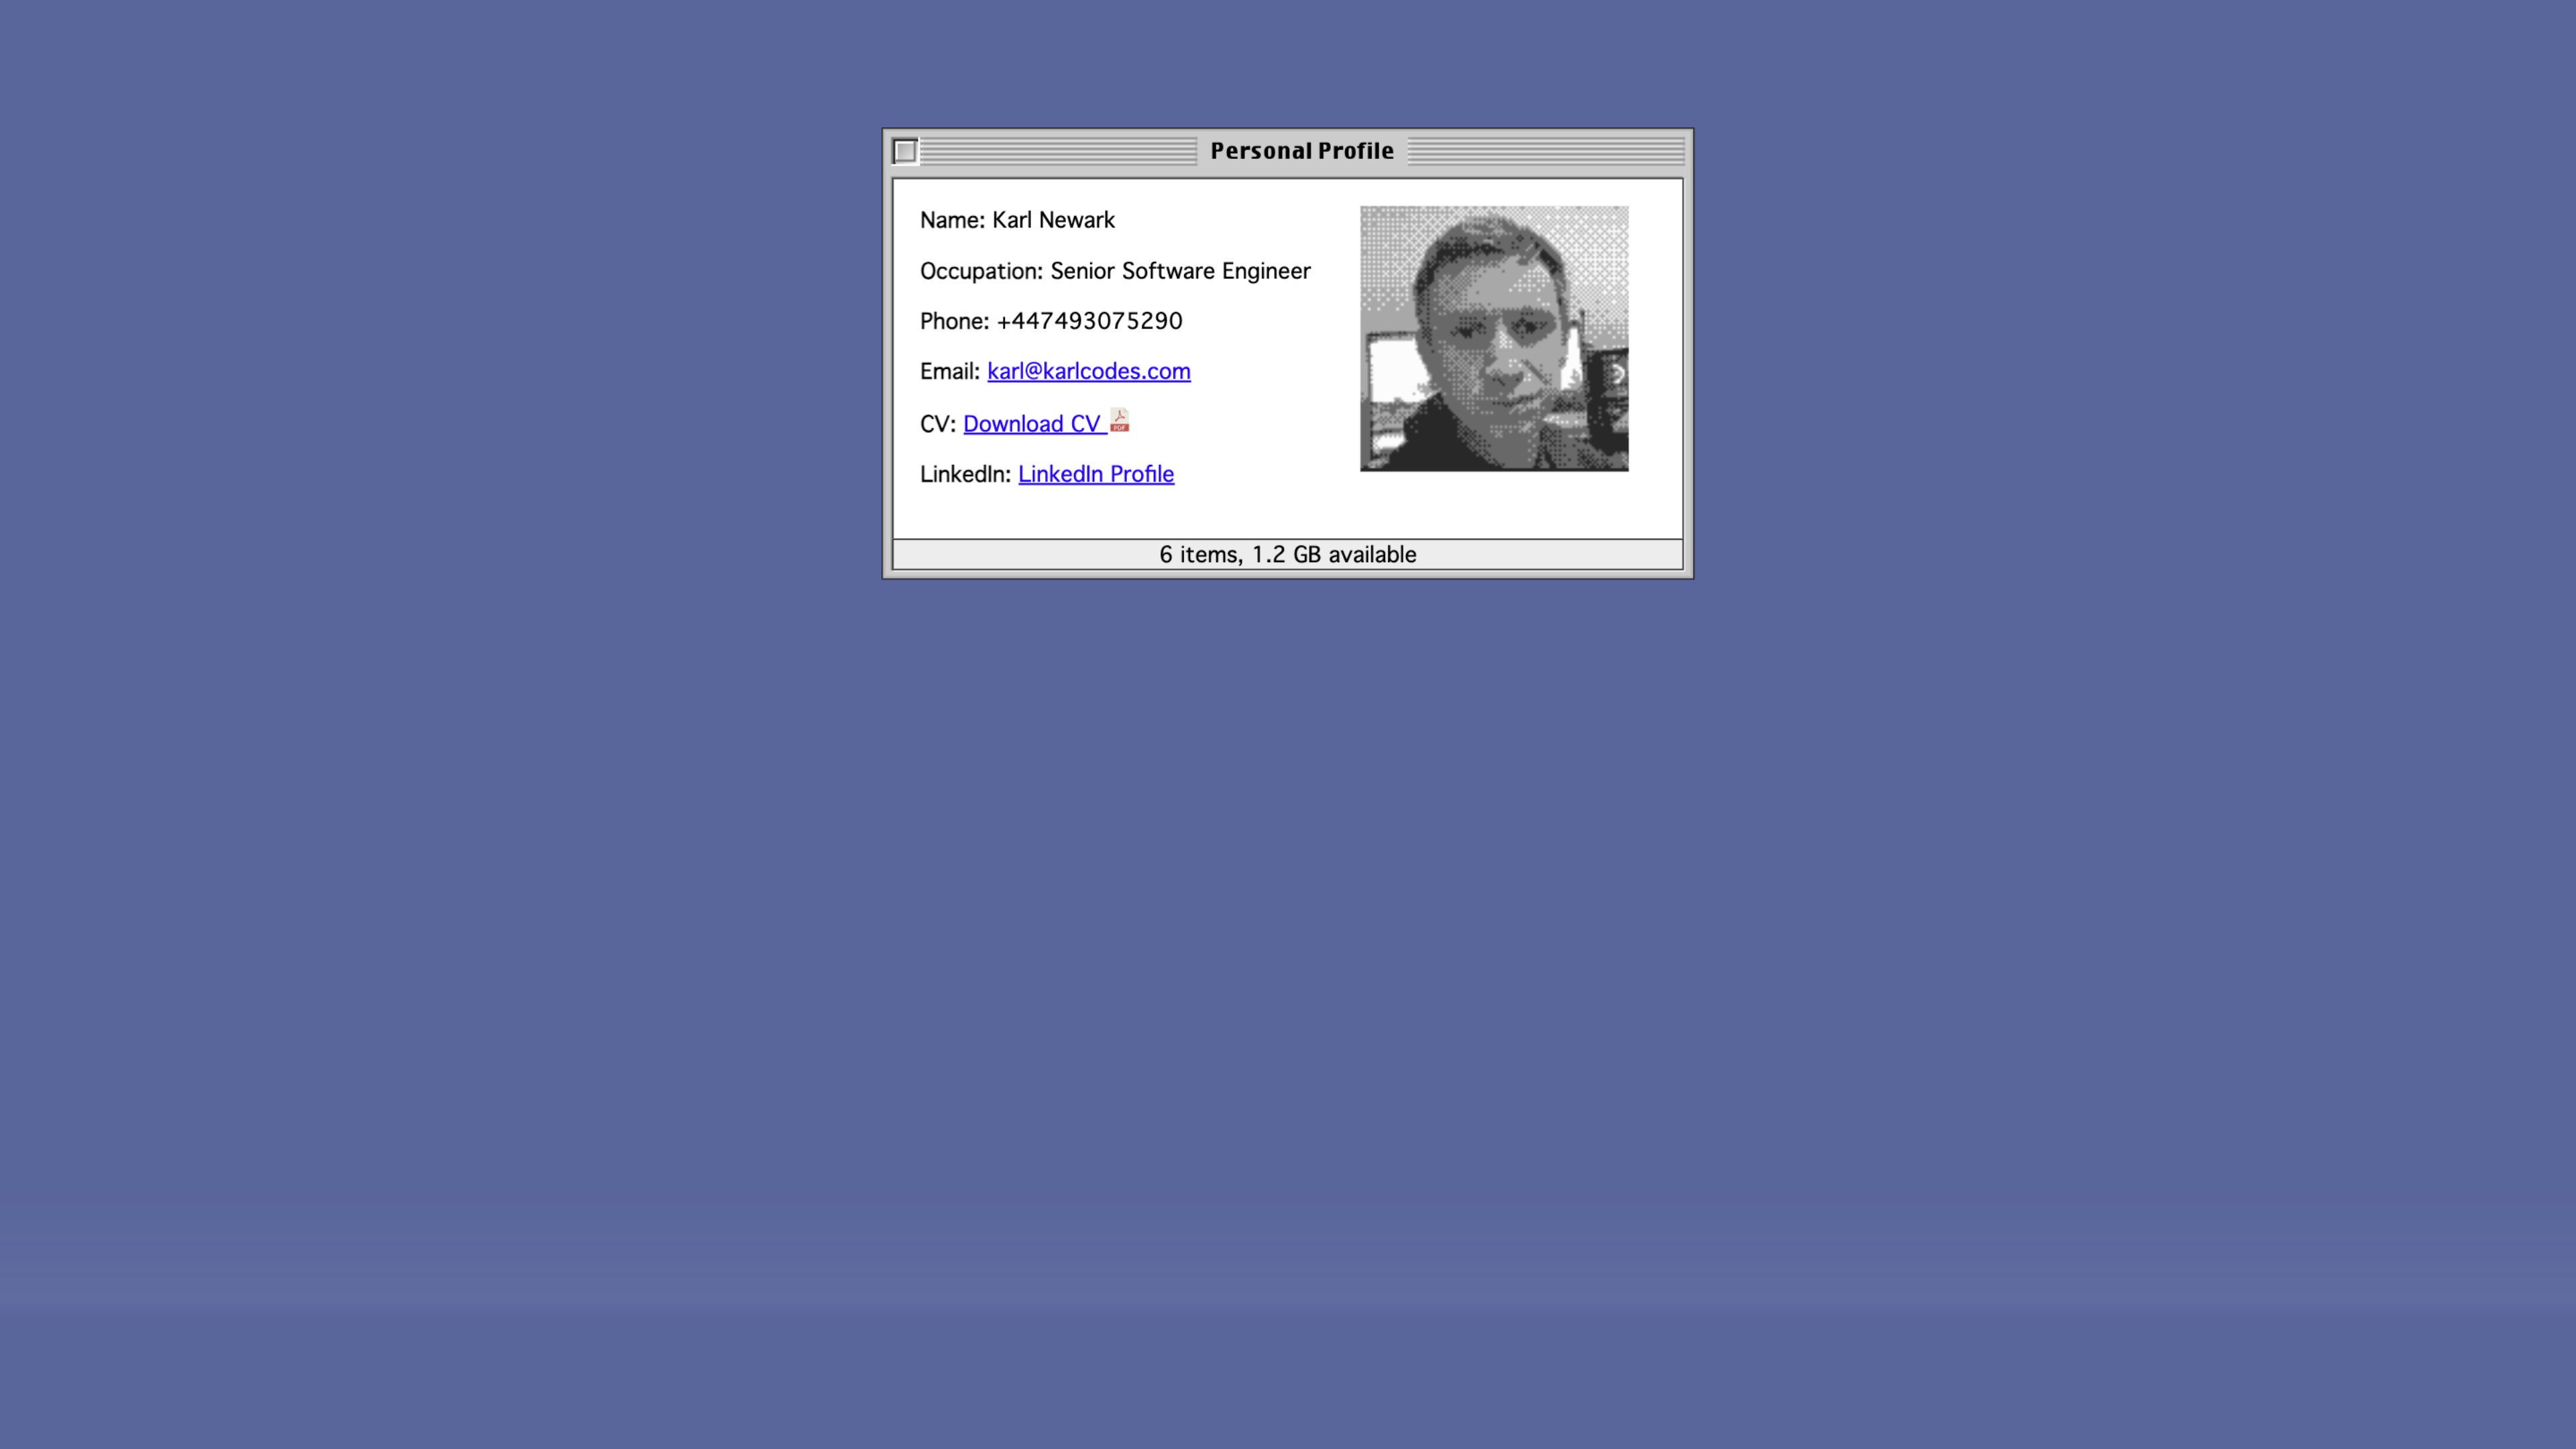 Personal Profile
Name: Karl Newark
Occupation: Senior Software Engineer
Phone: +447493075290
Email: karl@karlcodes.com
CV: Download CV PDF
LinkedIn: LinkedIn Profile
6 items, 1.2 GB available